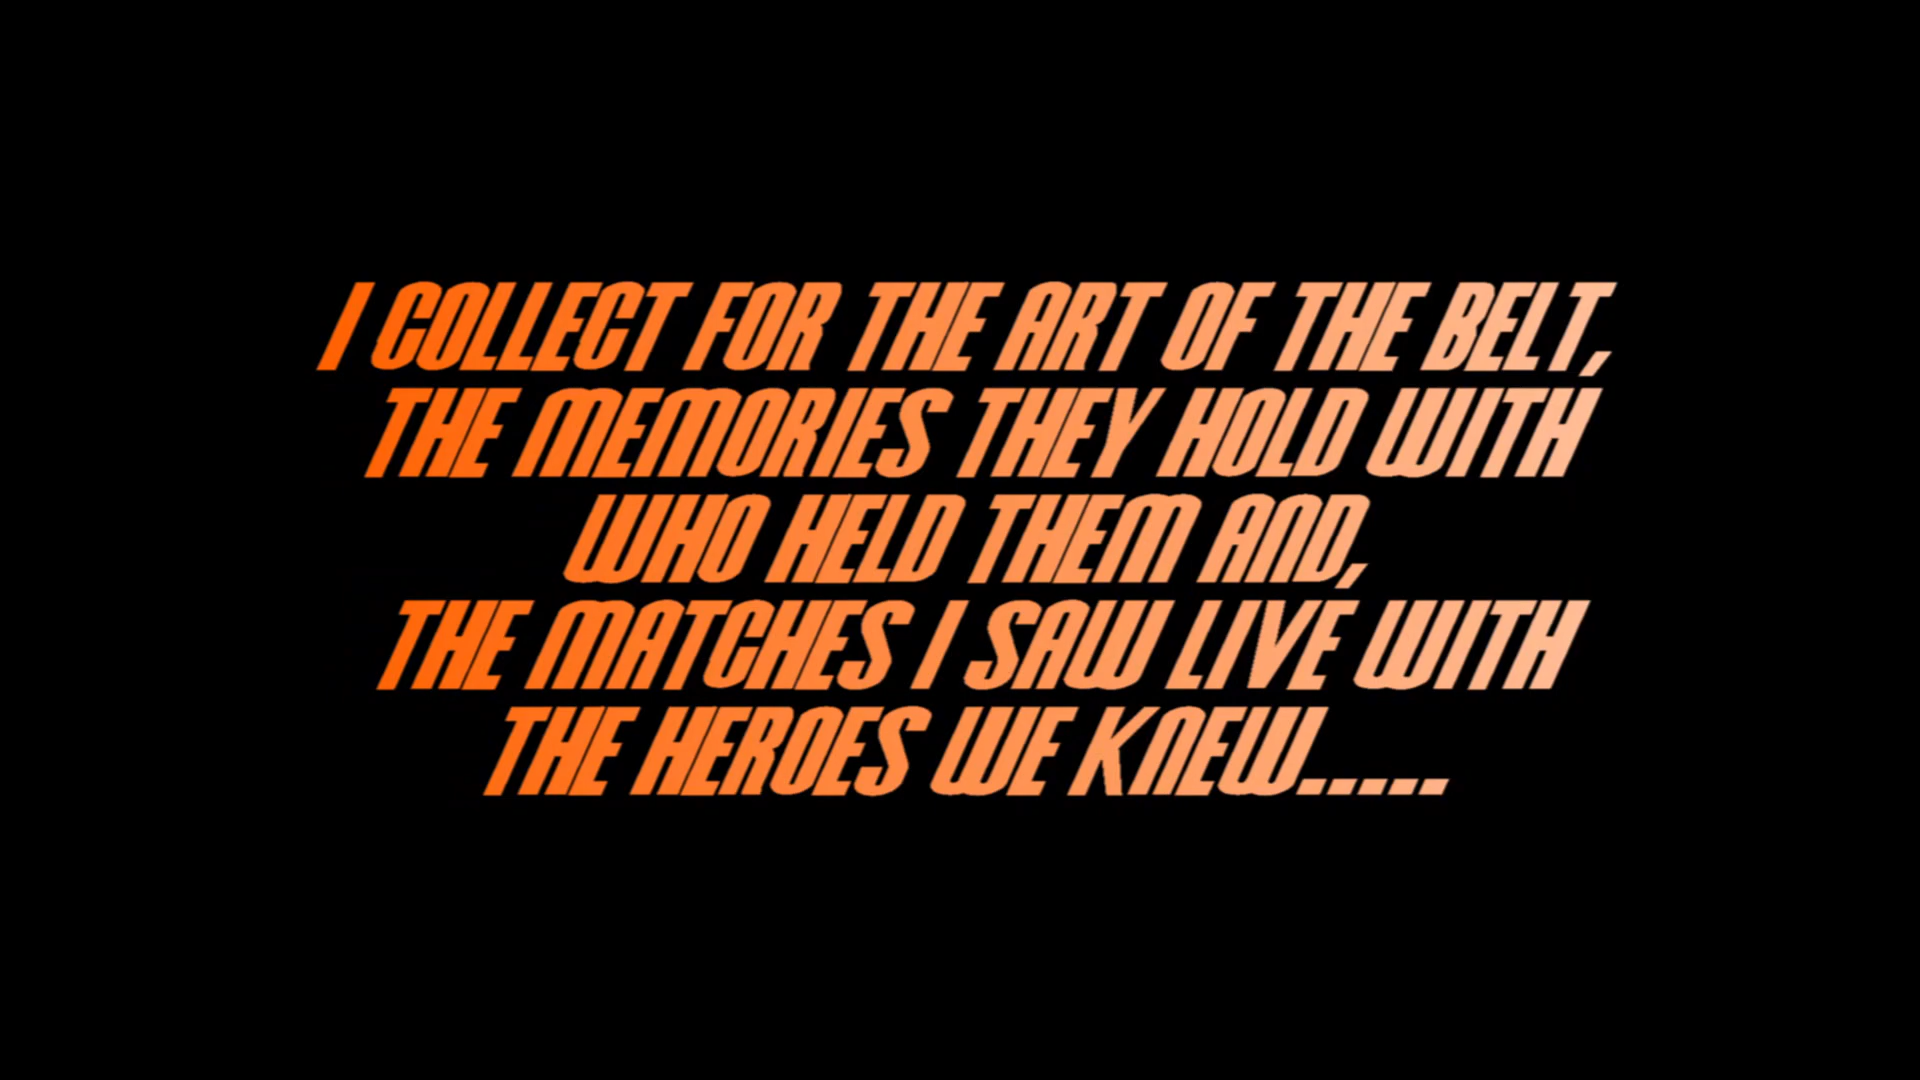 I COLLECT FOR THE ART OF THE BELT,
THE MEMORIES THEY HOLD WITH
WHO HELD THEM AND,
THE MATCHES I SAW LIVE WITH
THE HEROES WE KNEW.....